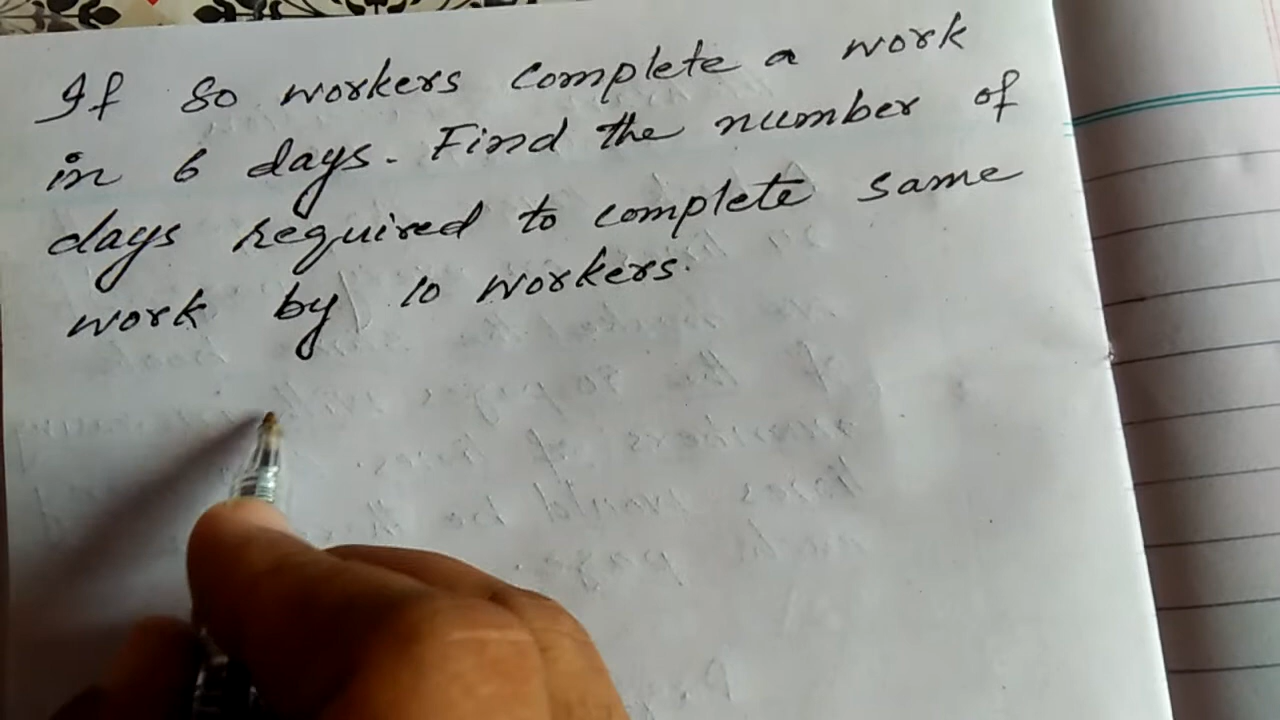 If 80 workers complete a work
in 6 days. Find the number of
days required to complete same
work by 10 workers.